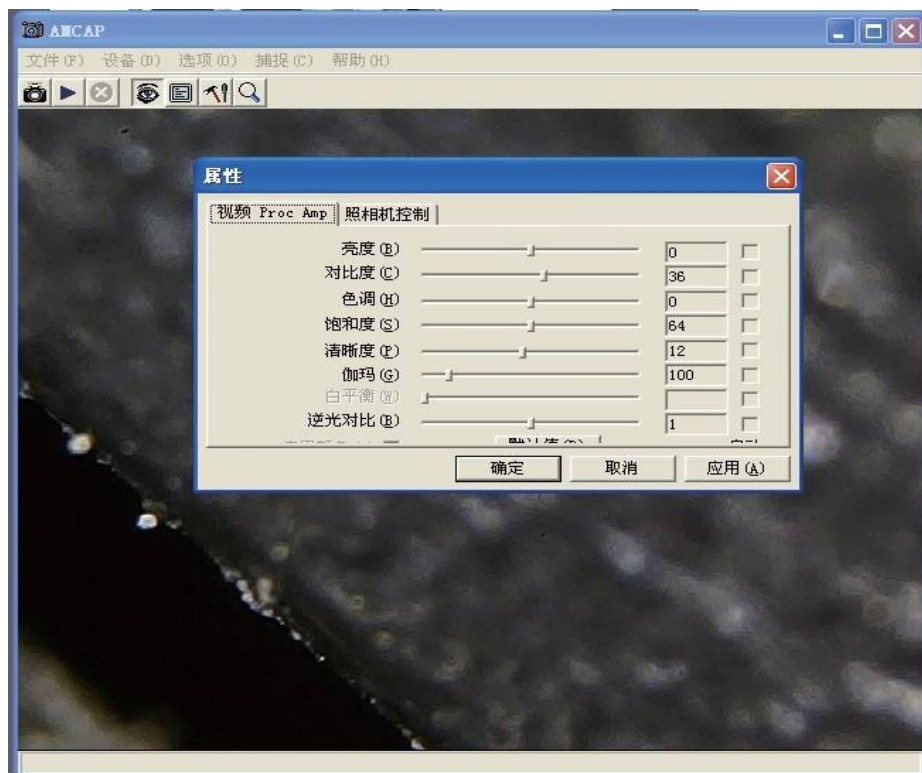 AMCAP
文件(F) 设备(D) 选项(O) 捕捉(C) 帮助(H)
属性
视频 Proc Amp 照相机控制
亮度(B) 0
对比度(C) 36
色调(H) 0
饱和度(S) 64
清晰度(P) 12
伽玛(G) 100
白平衡(W)
逆光对比(B) 1
确定 取消 应用(A)